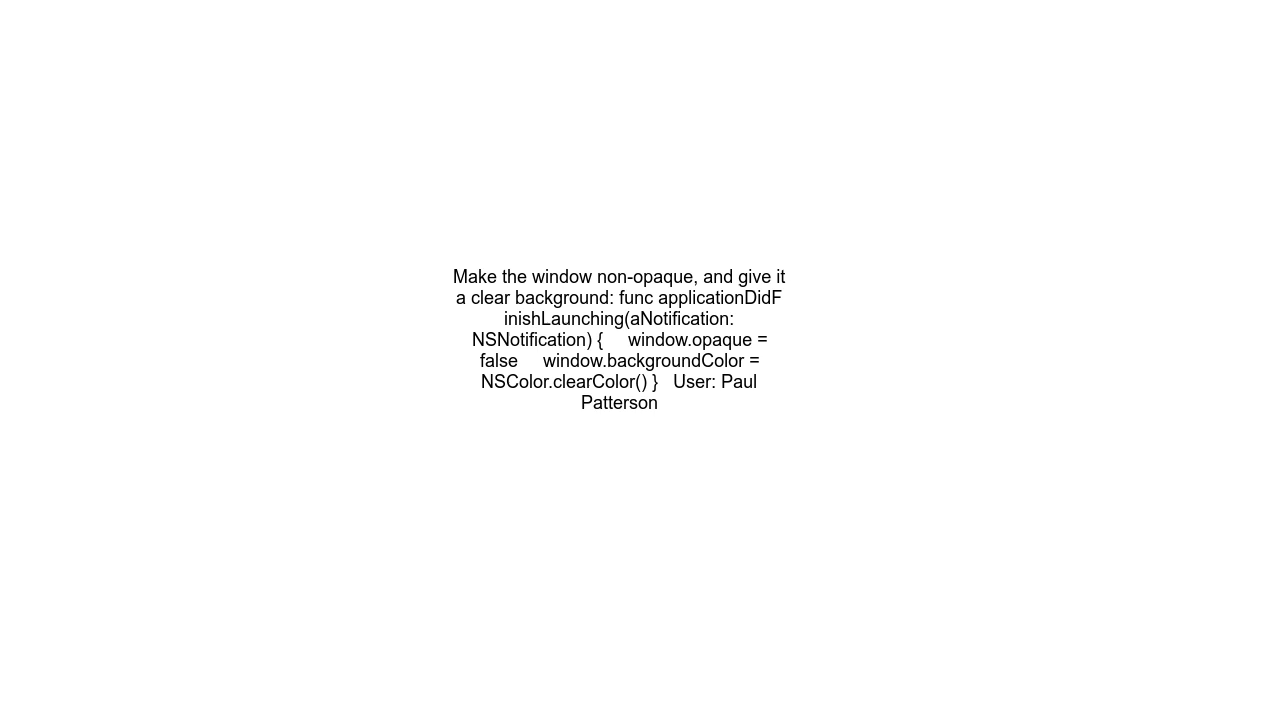 Make the window non-opaque, and give it
a clear background: func applicationDidF
inishLaunching(aNotification:
NSNotification) {     window.opaque =
false     window.backgroundColor =
NSColor.clearColor() }   User: Paul
Patterson